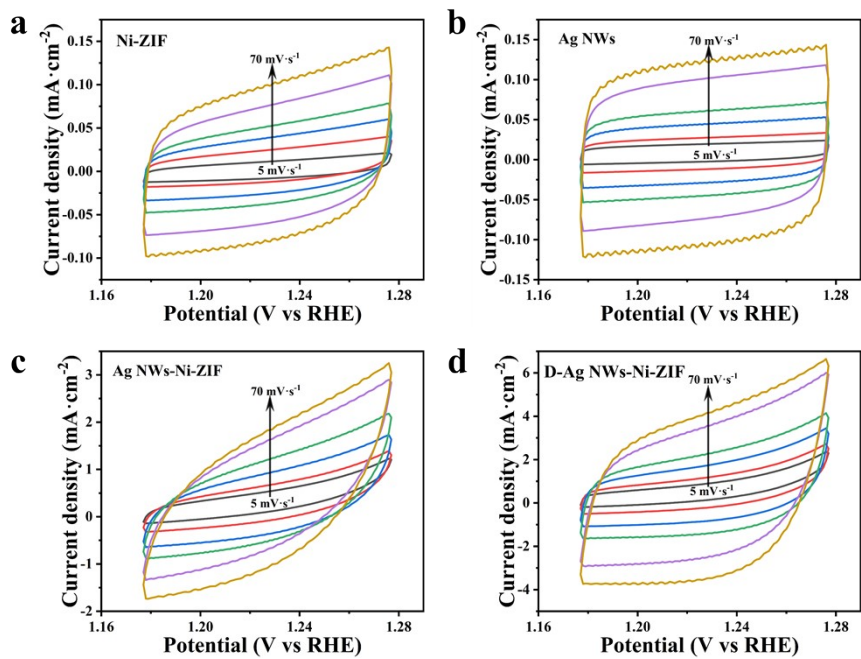 a
Ni-ZIF
70 mV·s⁻¹
5 mV·s⁻¹
0.15
0.10
0.05
0.00
-0.05
-0.10
1.16
1.20
1.24
1.28
Current density (mA·cm⁻²)
Potential (V vs RHE)
b
Ag NWs
70 mV·s⁻¹
5 mV·s⁻¹
0.15
0.10
0.05
0.00
-0.05
-0.10
-0.15
1.16
1.20
1.24
1.28
Current density (mA·cm⁻²)
Potential (V vs RHE)
c
Ag NWs-Ni-ZIF
70 mV·s⁻¹
5 mV·s⁻¹
3
2
1
0
-1
-2
1.16
1.20
1.24
1.28
Current density (mA·cm⁻²)
Potential (V vs RHE)
d
D-Ag NWs-Ni-ZIF
70 mV·s⁻¹
5 mV·s⁻¹
6
4
2
0
-2
-4
1.16
1.20
1.24
1.28
Current density (mA·cm⁻²)
Potential (V vs RHE)